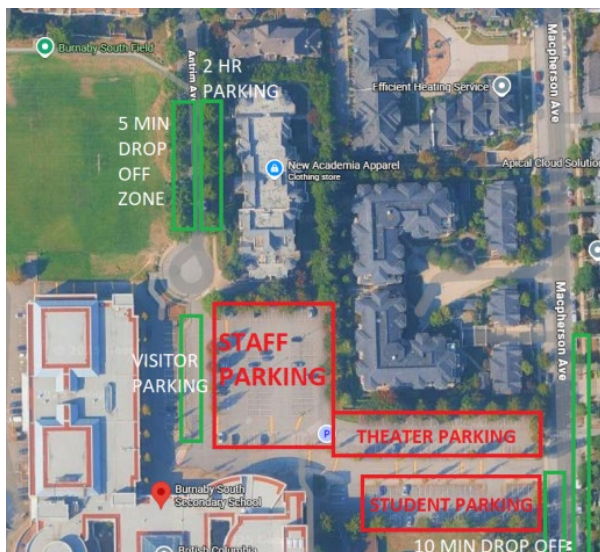 Burnaby South Field
Antrim Ave
2 HR
PARKING
Efficient Heating Service
Macpherson Ave
5 MIN
DROP
OFF
ZONE
New Academia Apparel
Clothing store
Apical Cloud Solution
VISITOR
PARKING
STAFF
PARKING
Macpherson Ave
P
THEATER PARKING
STUDENT PARKING
Burnaby South
Secondary School
British Columbia
10 MIN DROP OFF